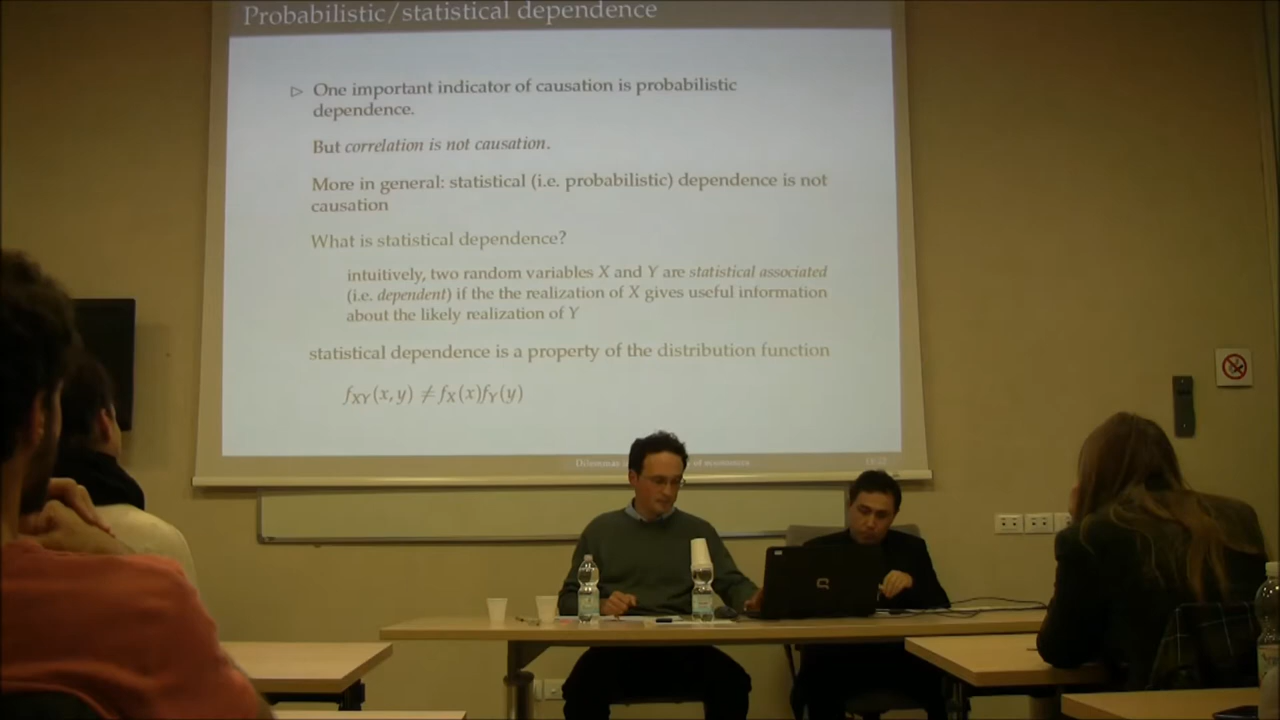 Probabilistic/statistical dependence
▷ One important indicator of causation is probabilistic
dependence.
But correlation is not causation.
More in general: statistical (i.e. probabilistic) dependence is not
causation
What is statistical dependence?
intuitively, two random variables X and Y are statistical associated
(i.e. dependent) if the the realization of X gives useful information
about the likely realization of Y
statistical dependence is a property of the distribution function
f_XY(x, y) ≠ f_X(x)f_Y(y)
Dilemmas of economics